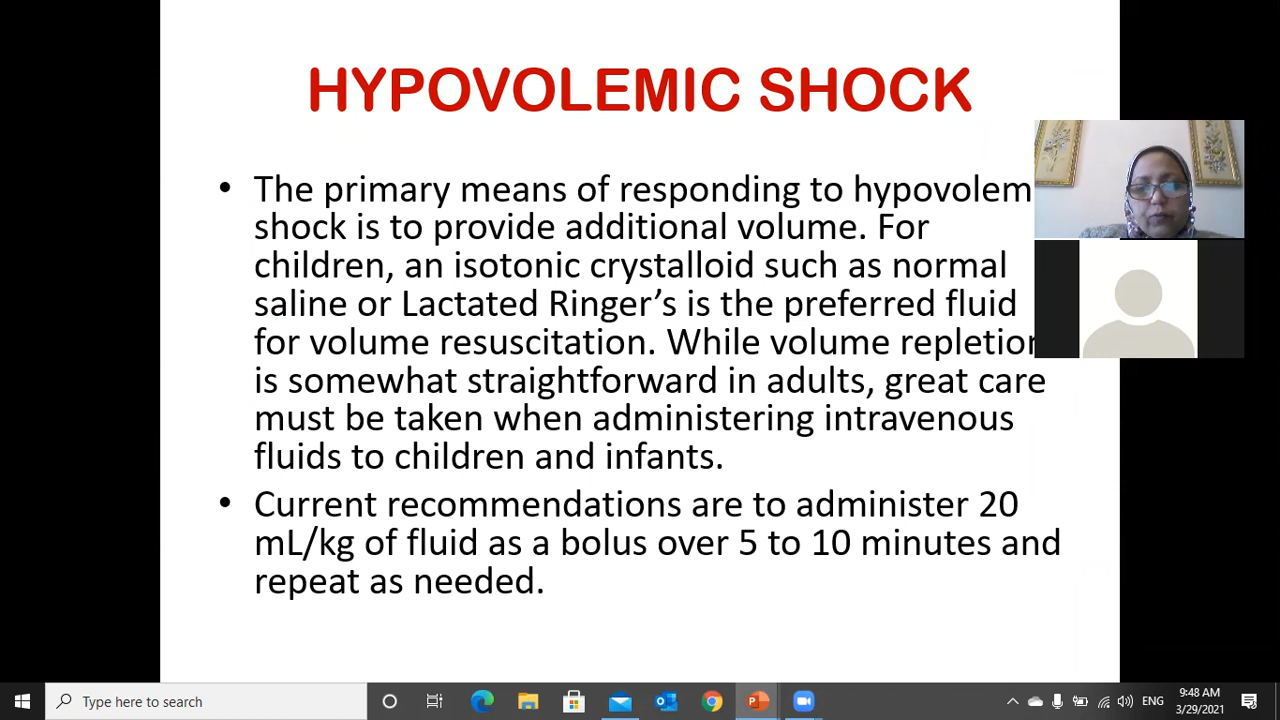 HYPOVOLEMIC SHOCK
• The primary means of responding to hypovolem
shock is to provide additional volume. For
children, an isotonic crystalloid such as normal
saline or Lactated Ringer’s is the preferred fluid
for volume resuscitation. While volume repletion
is somewhat straightforward in adults, great care
must be taken when administering intravenous
fluids to children and infants.
• Current recommendations are to administer 20
mL/kg of fluid as a bolus over 5 to 10 minutes and
repeat as needed.
Type here to search
ENG
9:48 AM
3/29/2021